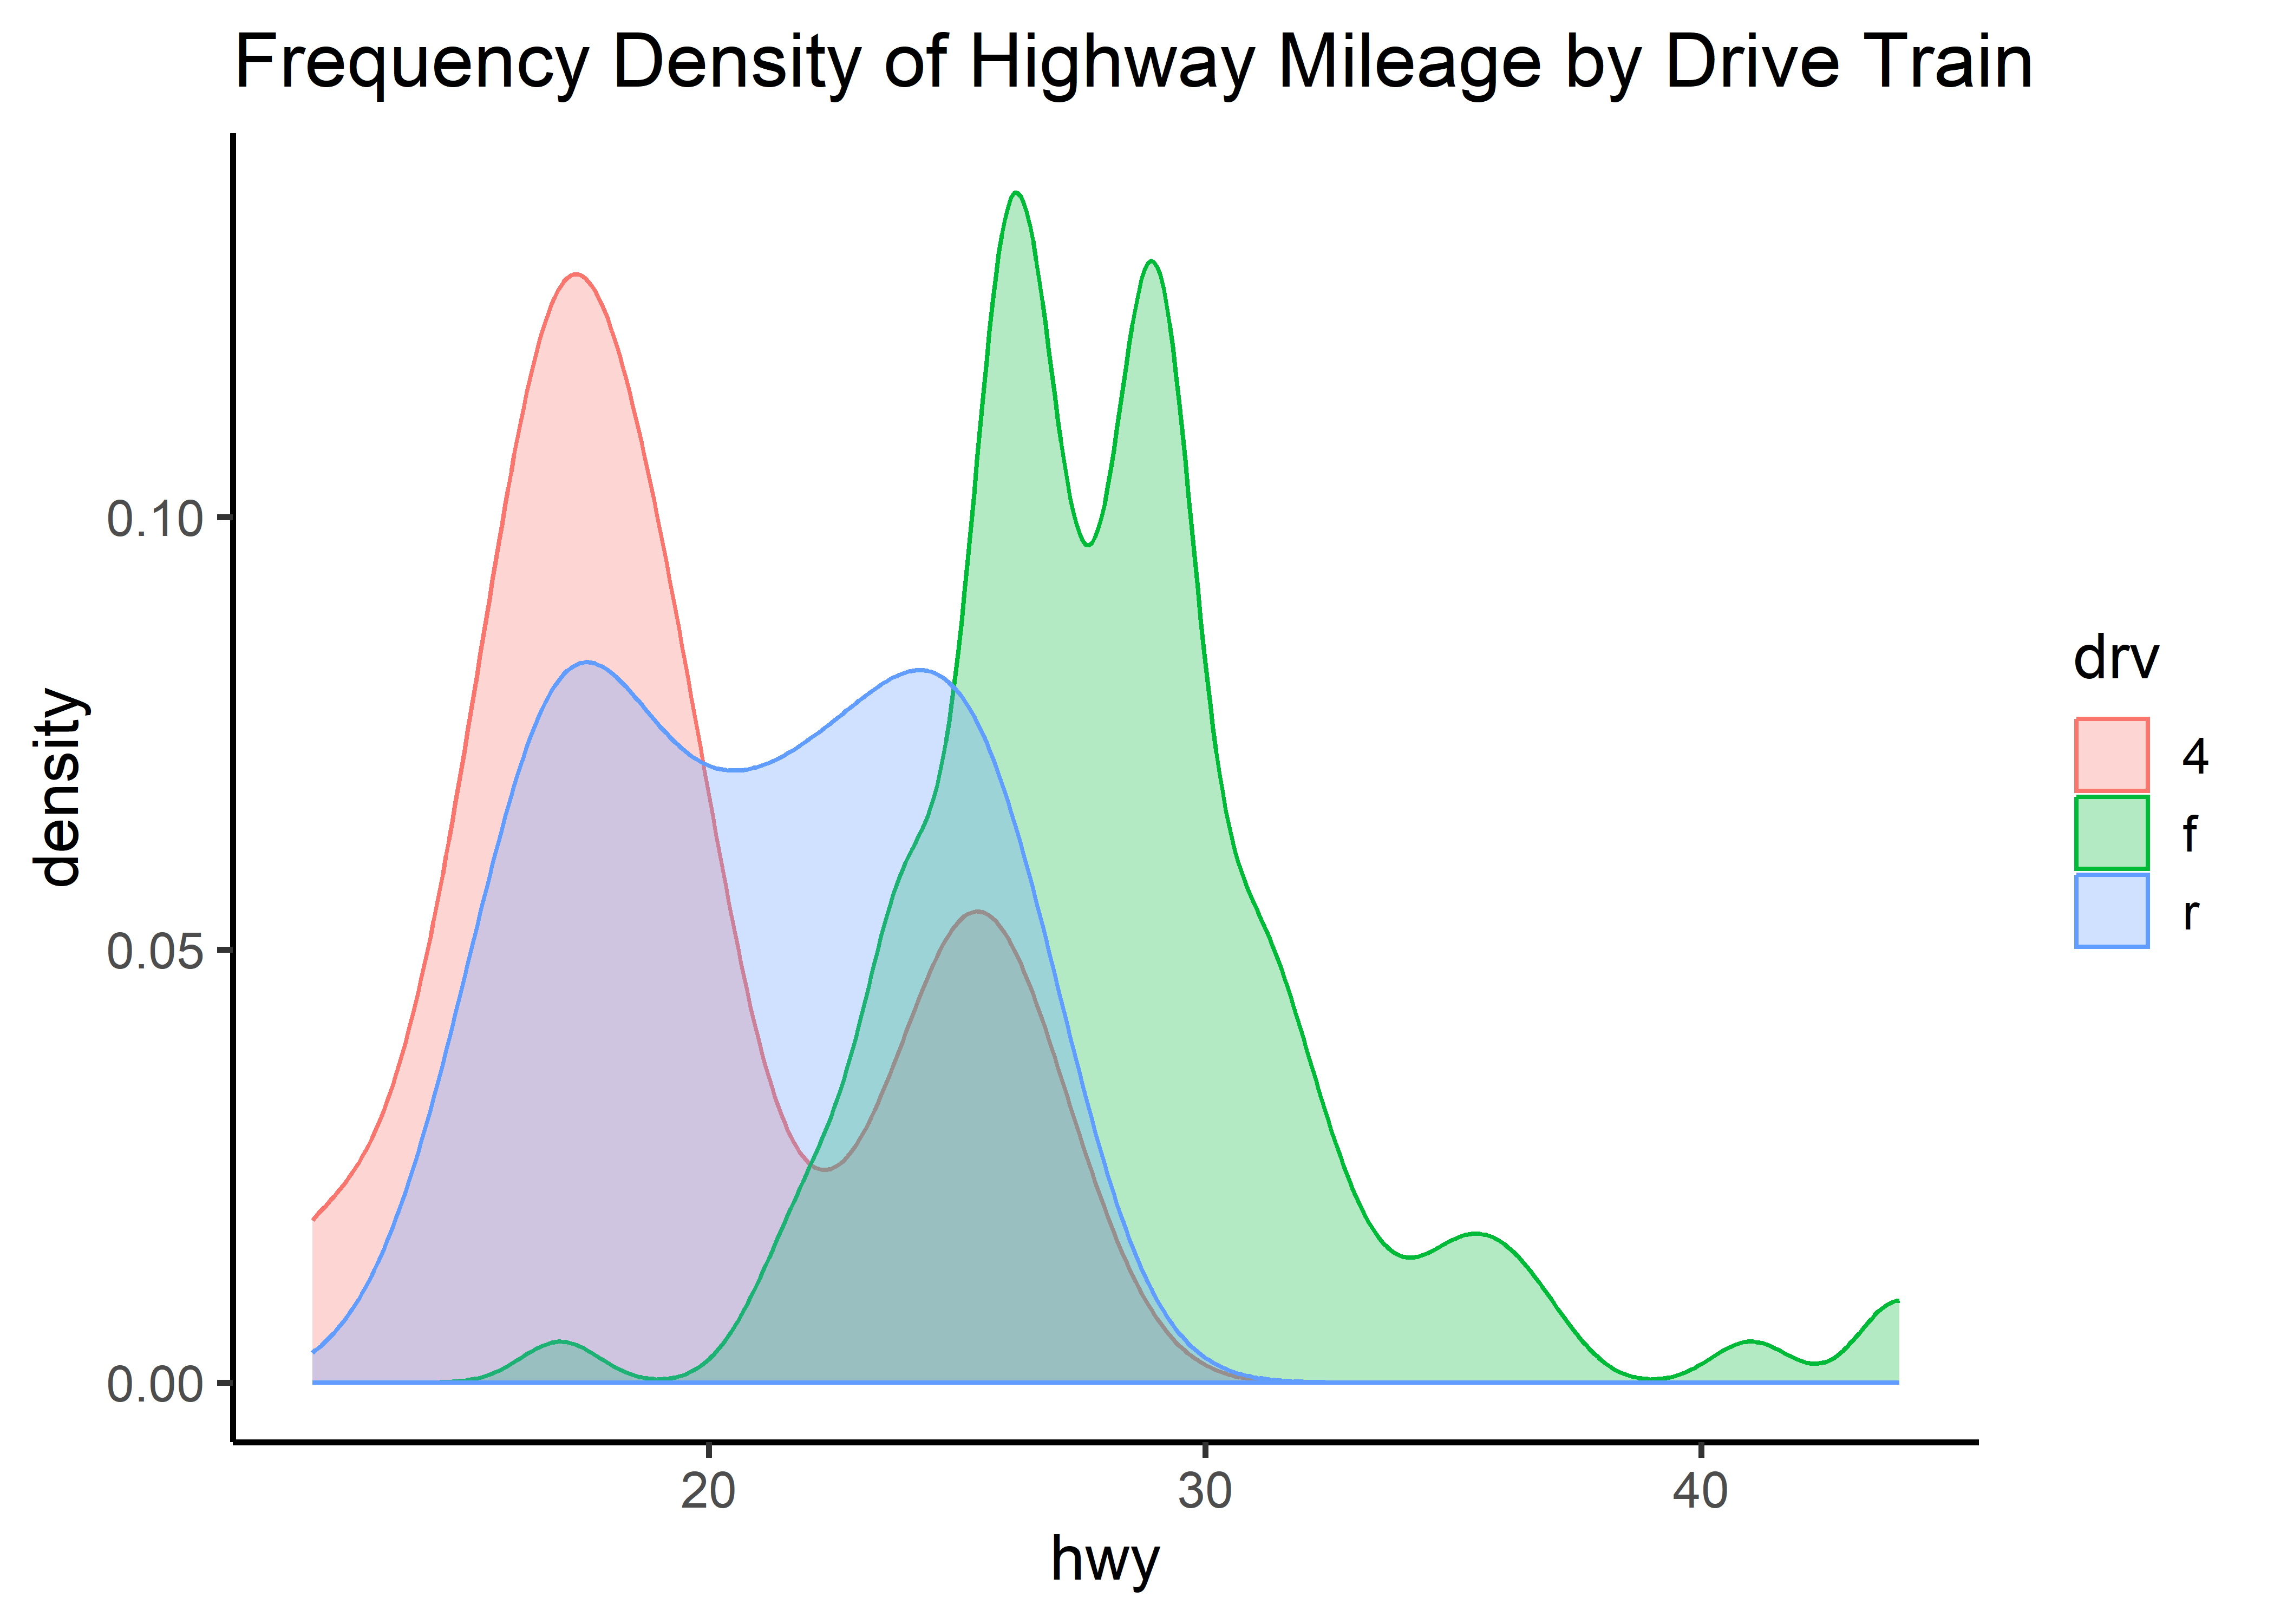 Frequency Density of Highway Mileage by Drive Train
density
0.10
0.05
0.00
20 30 40
hwy
drv
4
f
r